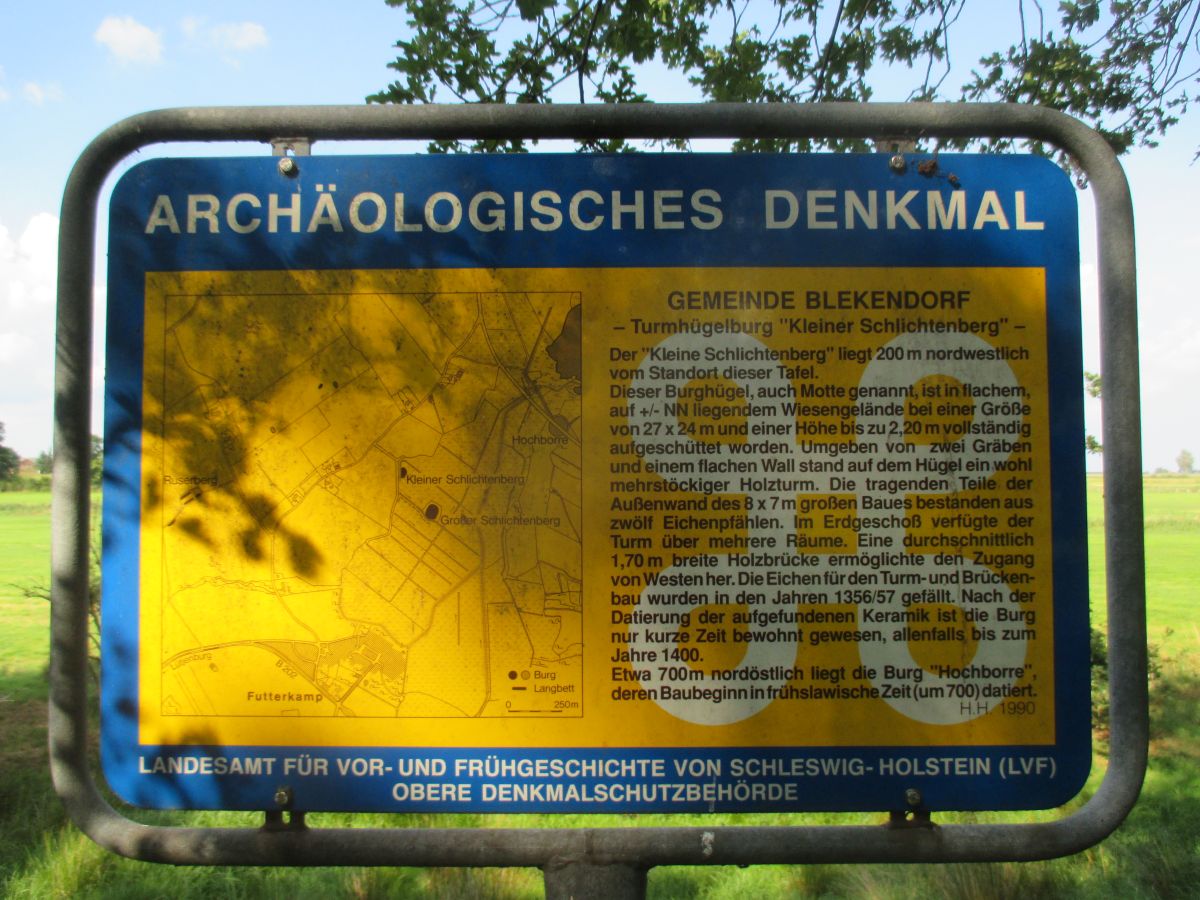 ARCHÄOLOGISCHES DENKMAL
GEMEINDE BLEKENDORF
– Turmhügelburg "Kleiner Schlichtenberg" –
Der "Kleine Schlichtenberg" liegt 200 m nordwestlich
vom Standort dieser Tafel.
Dieser Burghügel, auch Motte genannt, ist in flachem,
auf +/- NN liegendem Wiesengelände bei einer Größe
von 27 x 24 m und einer Höhe bis zu 2,20 m vollständig
aufgeschüttet worden. Umgeben von zwei Gräben
und einem flachen Wall stand auf dem Hügel ein wohl
mehrstöckiger Holzturm. Die tragenden Teile der
Außenwand des 8 x 7 m großen Baues bestanden aus
zwölf Eichenpfählen. Im Erdgeschoß verfügte der
Turm über mehrere Räume. Eine durchschnittlich
1,70 m breite Holzbrücke ermöglichte den Zugang
von Westen her. Die Eichen für den Turm- und Brücken-
bau wurden in den Jahren 1356/57 gefällt. Nach der
Datierung der aufgefundenen Keramik ist die Burg
nur kurze Zeit bewohnt gewesen, allenfalls bis zum
Jahre 1400.
Etwa 700 m nordöstlich liegt die Burg "Hochborre",
deren Baubeginn in frühslawische Zeit (um 700) datiert.
H.H. 1990
Hochborre
Ruserberg
Kleiner Schlichtenberg
Großer Schlichtenberg
Lütjenburg
B 202
Futterkamp
Burg
Langbett
0 250 m
LANDESAMT FÜR VOR- UND FRÜHGESCHICHTE VON SCHLESWIG-HOLSTEIN (LVF)
OBERE DENKMALSCHUTZBEHÖRDE